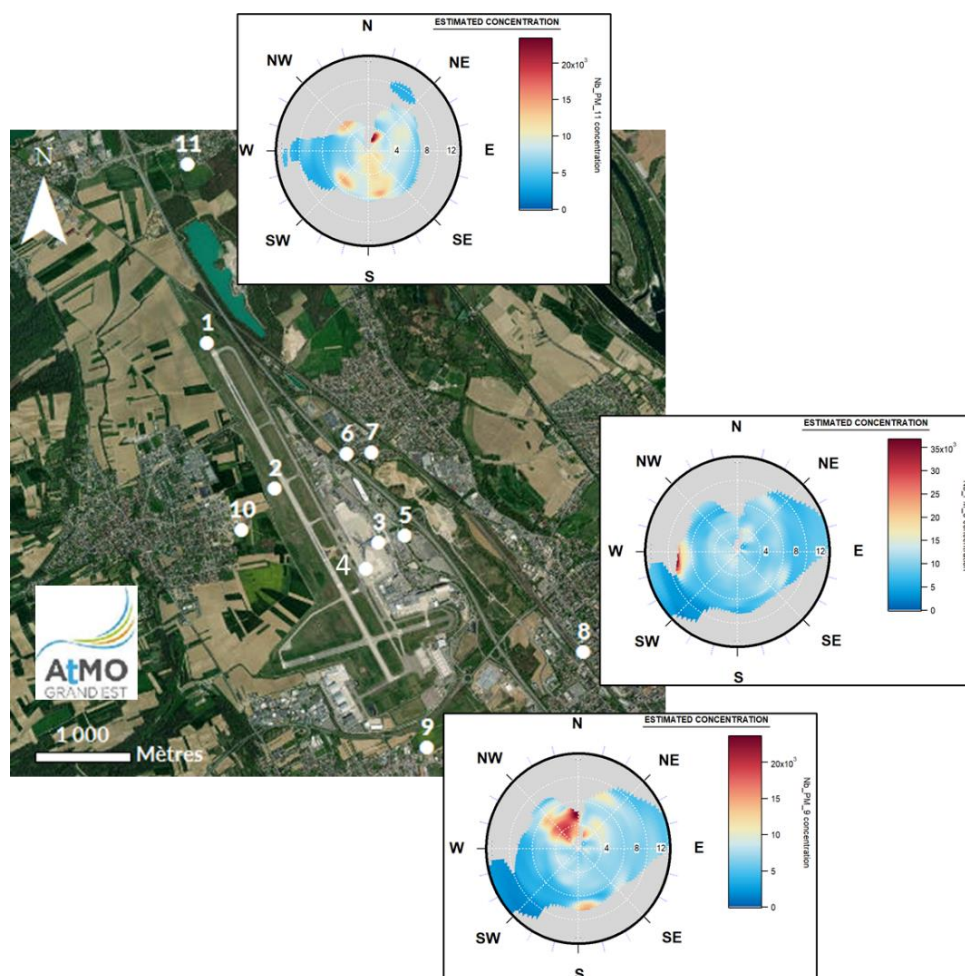 ESTIMATED CONCENTRATION
N
NW
NE
W
E
4
8
12
SW
SE
S
20x10³
15
10
5
0
Nb_PM_11 concentration
11
N
1
6
7
2
10
3
5
4
8
9
AtMO
GRAND EST
1 000
Mètres
ESTIMATED CONCENTRATION
N
NW
NE
W
E
4
8
12
SW
SE
S
35x10³
30
25
20
15
10
5
0
ESTIMATED CONCENTRATION
N
NW
NE
W
E
4
8
12
SW
SE
S
20x10³
15
10
5
0
Nb_PM_9 concentration